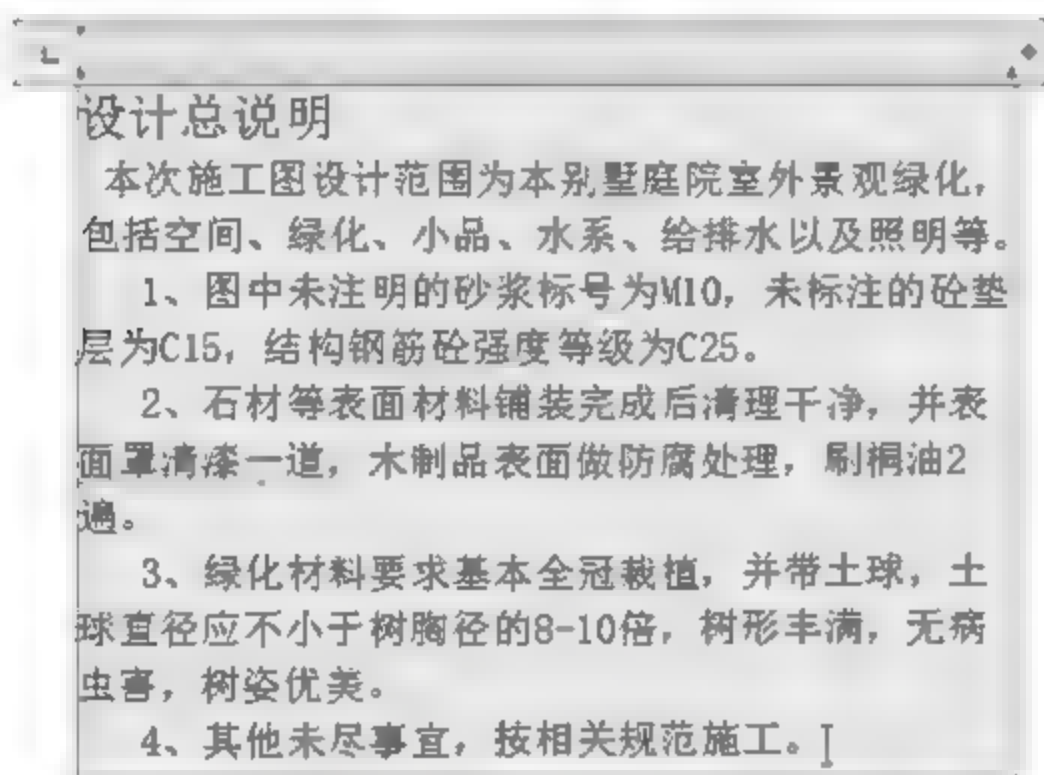 设计总说明
本次施工图设计范围为本别墅庭院室外景观绿化，
包括空间、绿化、小品、水系、给排水以及照明等。
1、图中未注明的砂浆标号为M10，未标注的砼垫
层为C15，结构钢筋砼强度等级为C25。
2、石材等表面材料铺装完成后清理干净，并表
面罩清漆一道，木制品表面做防腐处理，刷桐油2
遍。
3、绿化材料要求基本全冠栽植，并带土球，土
球直径应不小于树胸径的8-10倍，树形丰满，无病
虫害，树姿优美。
4、其他未尽事宜，按相关规范施工。